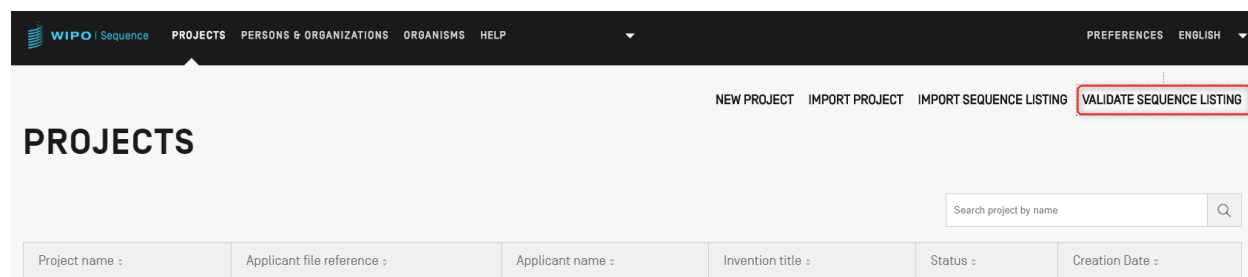 WIPO | Sequence PROJECTS PERSONS & ORGANIZATIONS ORGANISMS HELP PREFERENCES ENGLISH
NEW PROJECT IMPORT PROJECT IMPORT SEQUENCE LISTING VALIDATE SEQUENCE LISTING
PROJECTS
Search project by name
Project name Applicant file reference Applicant name Invention title Status Creation Date